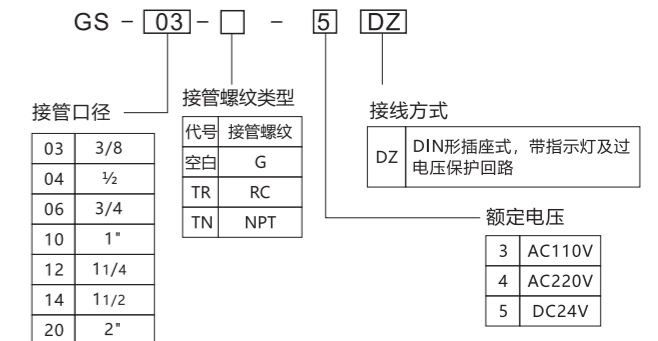 GS - 03 - □ - 5 DZ
接管口径
03 3/8
04 ½
06 3/4
10 1"
12 11/4
14 11/2
20 2"
接管螺纹类型
代号 接管螺纹
空白 G
TR RC
TN NPT
接线方式
DZ DIN形插座式，带指示灯及过
电压保护回路
额定电压
3 AC110V
4 AC220V
5 DC24V